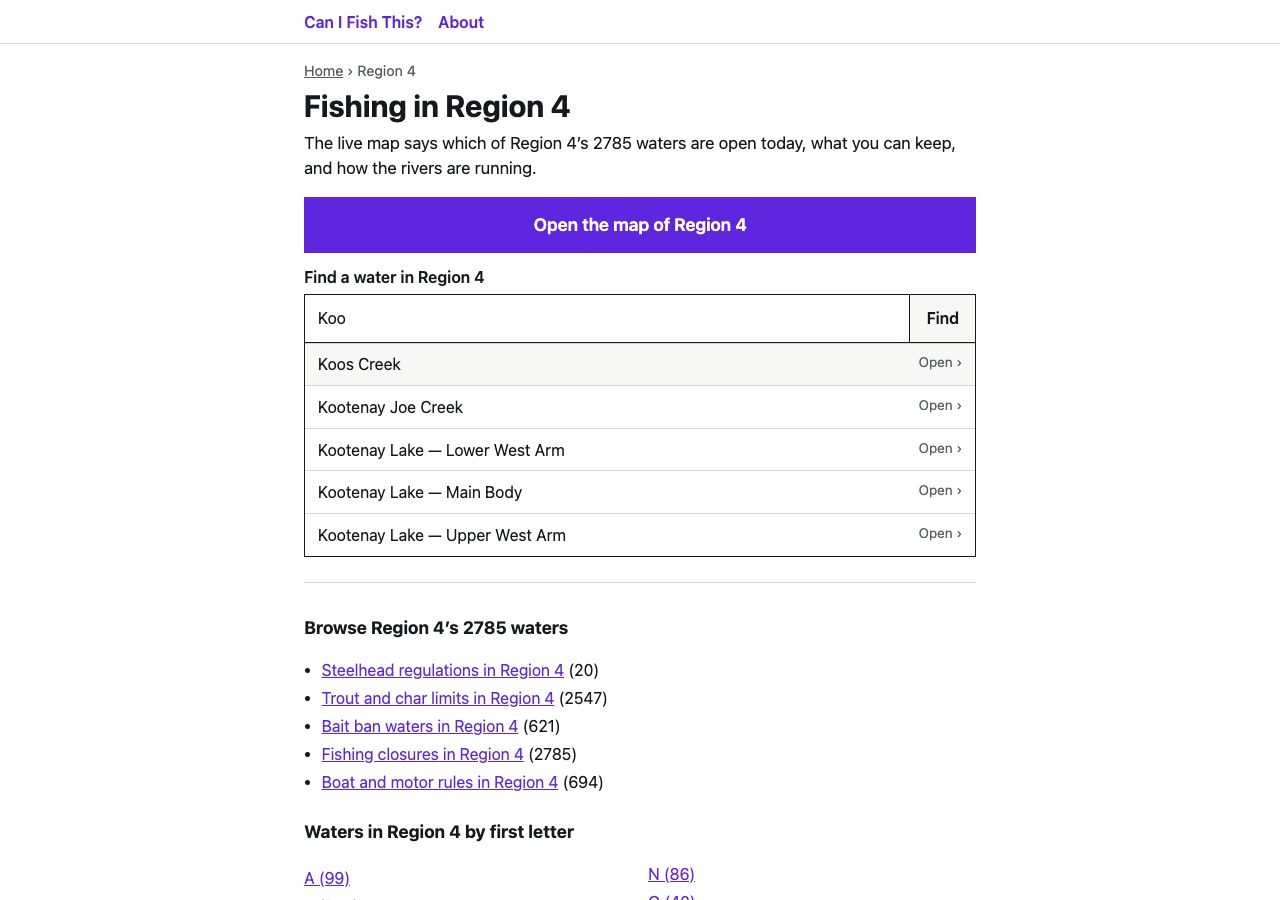 Can I Fish This? About
Home › Region 4
Fishing in Region 4
The live map says which of Region 4’s 2785 waters are open today, what you can keep,
and how the rivers are running.
Open the map of Region 4
Find a water in Region 4
Koo Find
Koos Creek Open ›
Kootenay Joe Creek Open ›
Kootenay Lake — Lower West Arm Open ›
Kootenay Lake — Main Body Open ›
Kootenay Lake — Upper West Arm Open ›
Browse Region 4’s 2785 waters
• Steelhead regulations in Region 4 (20)
• Trout and char limits in Region 4 (2547)
• Bait ban waters in Region 4 (621)
• Fishing closures in Region 4 (2785)
• Boat and motor rules in Region 4 (694)
Waters in Region 4 by first letter
A (99)
N (86)